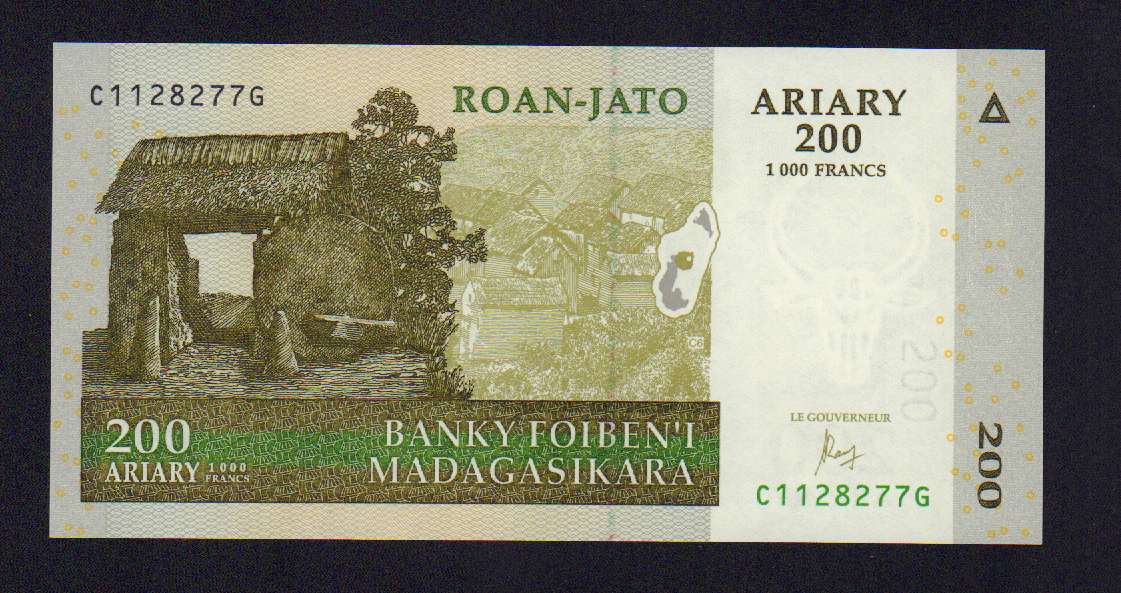 C1128277G
ROAN-JATO
ARIARY
200
1 000 FRANCS
200
LE GOUVERNEUR
C1128277G
200
200
ARIARY 1 000 FRANCS
BANKY FOIBEN'I
MADAGASIKARA